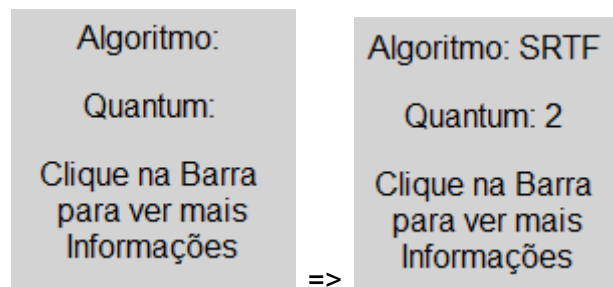 Algoritmo:
Quantum:
Clique na Barra
para ver mais
Informações
=>
Algoritmo: SRTF
Quantum: 2
Clique na Barra
para ver mais
Informações